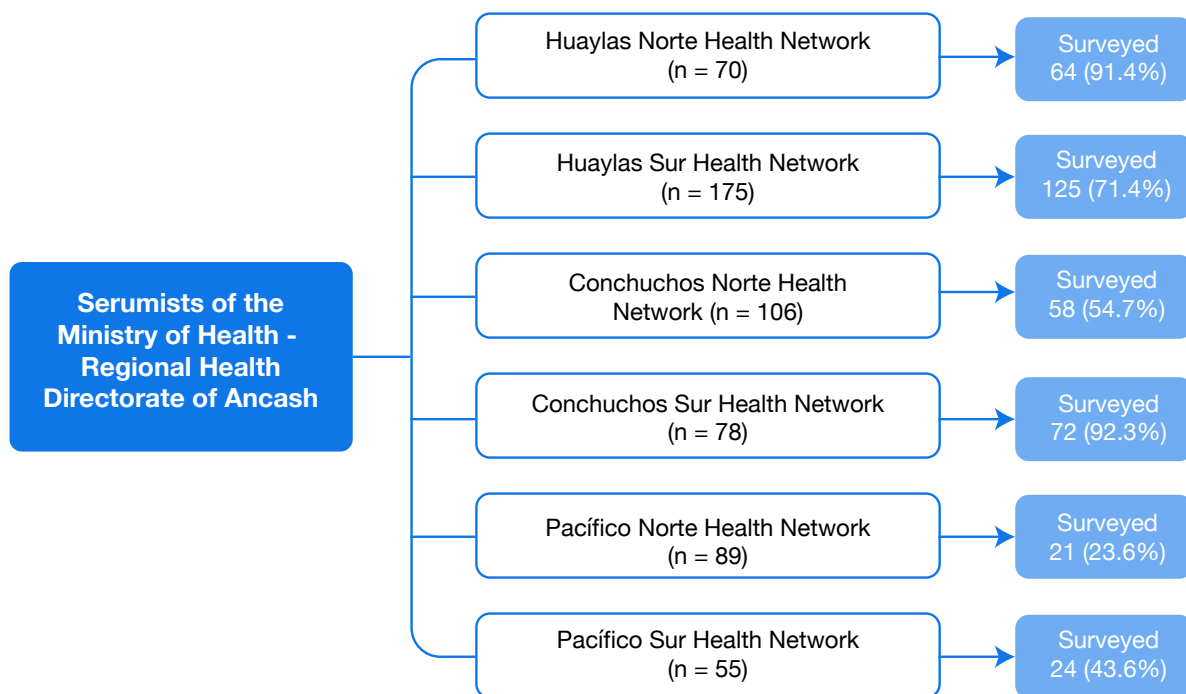 Serumists of the
Ministry of Health -
Regional Health
Directorate of Ancash
Huaylas Norte Health Network
(n = 70)
Surveyed
64 (91.4%)
Huaylas Sur Health Network
(n = 175)
Surveyed
125 (71.4%)
Conchuchos Norte Health
Network (n = 106)
Surveyed
58 (54.7%)
Conchuchos Sur Health Network
(n = 78)
Surveyed
72 (92.3%)
Pacífico Norte Health Network
(n = 89)
Surveyed
21 (23.6%)
Pacífico Sur Health Network
(n = 55)
Surveyed
24 (43.6%)